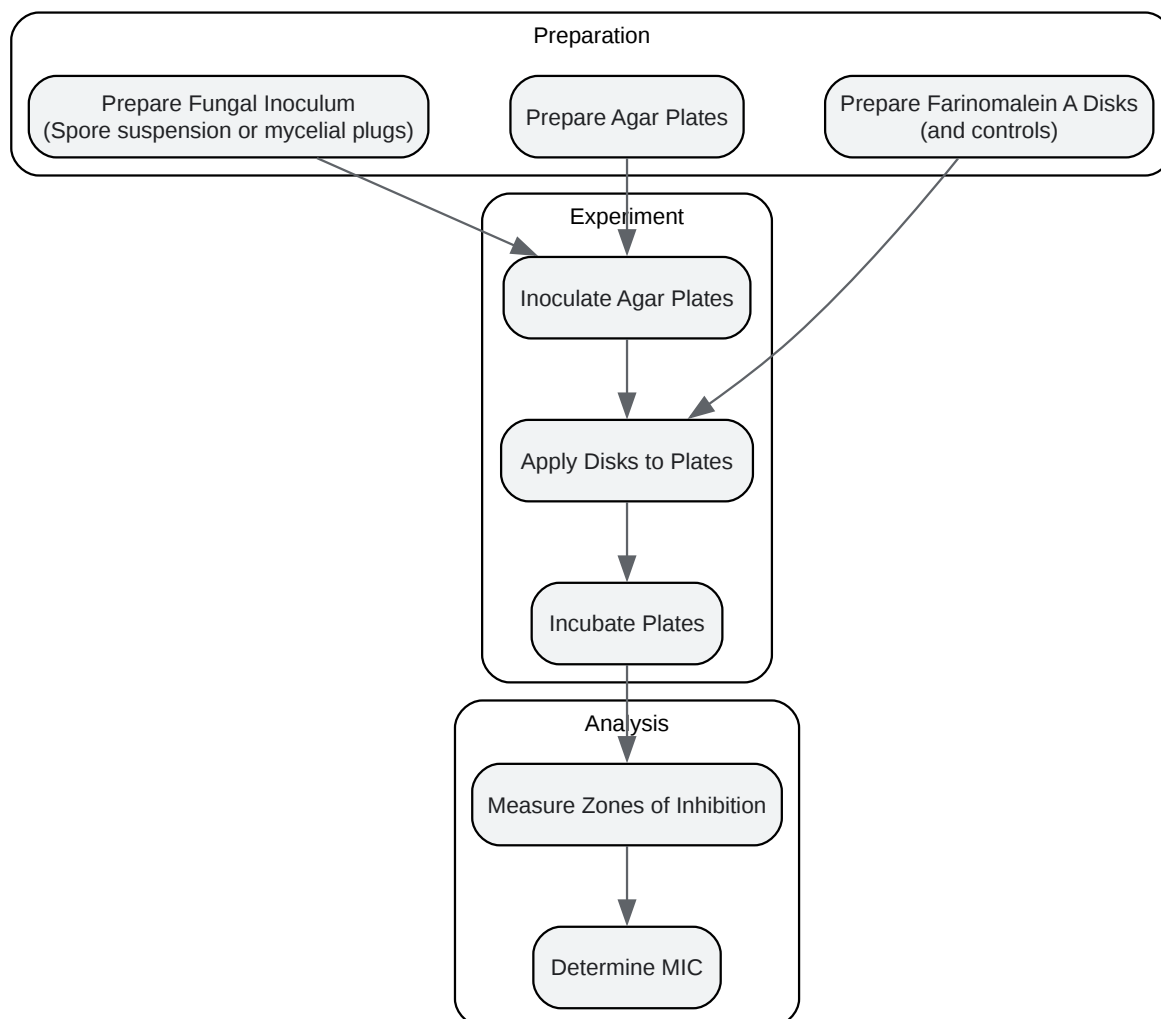 Preparation
Prepare Fungal Inoculum
(Spore suspension or mycelial plugs)
Prepare Agar Plates
Prepare Farinomalein A Disks
(and controls)
Experiment
Inoculate Agar Plates
Apply Disks to Plates
Incubate Plates
Analysis
Measure Zones of Inhibition
Determine MIC